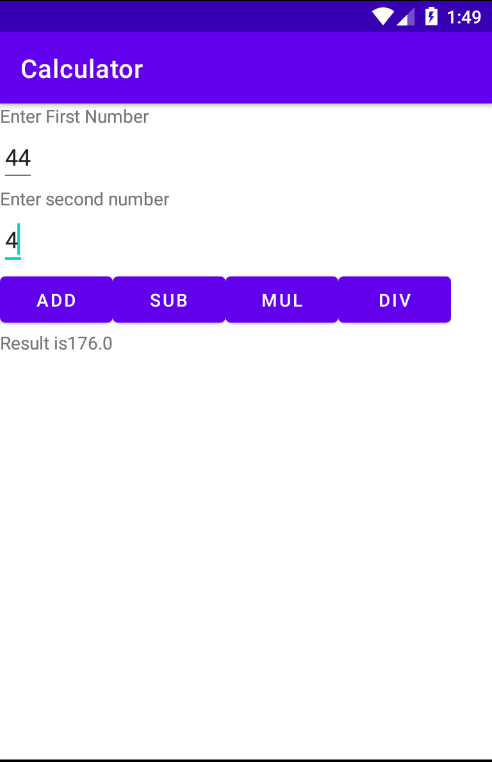 1:49
Calculator
Enter First Number
44
Enter second number
4
ADD SUB MUL DIV
Result is176.0